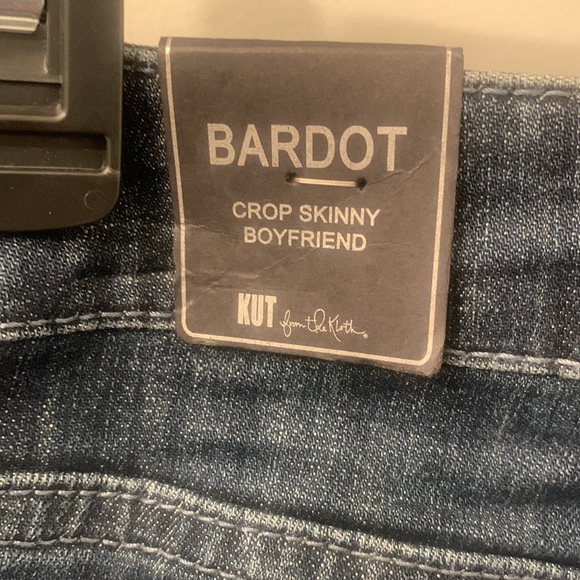 BARDOT
CROP SKINNY
BOYFRIEND
KUT from the Kloth®